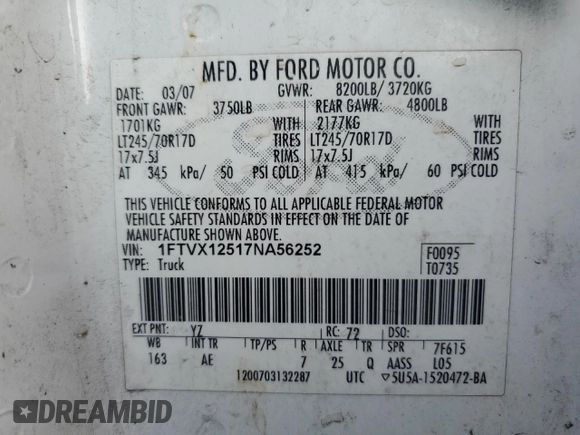 MFD. BY FORD MOTOR CO.
DATE: 03/07 GVWR: 8200LB/ 3720KG
FRONT GAWR: 3750LB REAR GAWR: 4800LB
1701KG WITH 2177KG WITH
LT245/70R17D TIRES LT245/70R17D TIRES
17x7.5J RIMS 17x7.5J RIMS
AT 345 kPa/ 50 PSI COLD AT 415 kPa/ 60 PSI COLD
THIS VEHICLE CONFORMS TO ALL APPLICABLE FEDERAL MOTOR
VEHICLE SAFETY STANDARDS IN EFFECT ON THE DATE OF
MANUFACTURE SHOWN ABOVE.
VIN: 1FTVX12517NA56252 F0095
TYPE: Truck T0735
EXT PNT: YZ RC: 72 DSO:
WB INT TR TP/PS R AXLE TR SPR 7F615
163 AE 7 25 Q AASS L05
1200703132287 UTC ▽5U5A-1520472-BA
Ford
DREAMBID